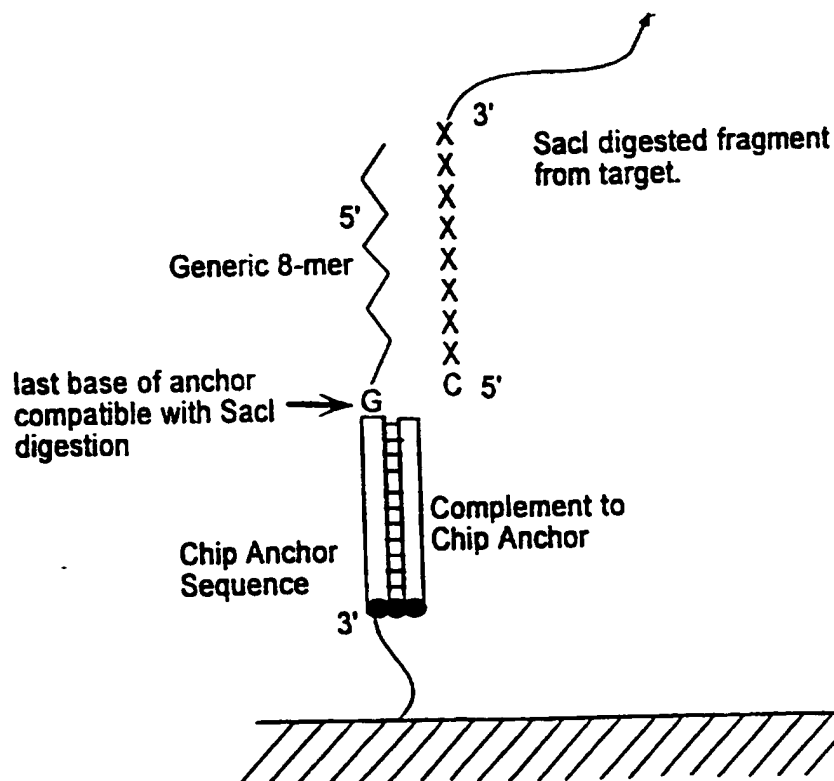 3'
SacI digested fragment
from target.
X
X
X
X
X
X
X
X
5'
Generic 8-mer
last base of anchor
compatible with SacI
digestion
G
C 5'
Complement to
Chip Anchor
Chip Anchor
Sequence
3'